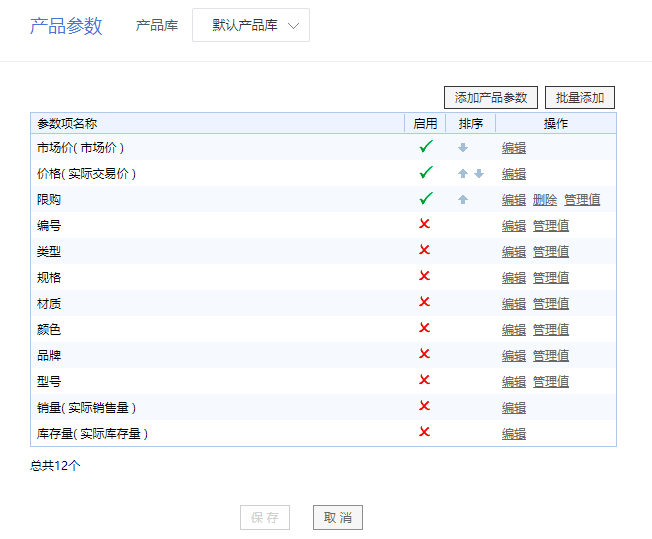 产品参数 产品库 默认产品库
添加产品参数 批量添加
参数项名称 启用 排序 操作
市场价( 市场价 ) 编辑
价格( 实际交易价 ) 编辑
限购 编辑 删除 管理值
编号 编辑 管理值
类型 编辑 管理值
规格 编辑 管理值
材质 编辑 管理值
颜色 编辑 管理值
品牌 编辑 管理值
型号 编辑 管理值
销量( 实际销售量 ) 编辑
库存量( 实际库存量 ) 编辑
总共12个
保 存 取 消